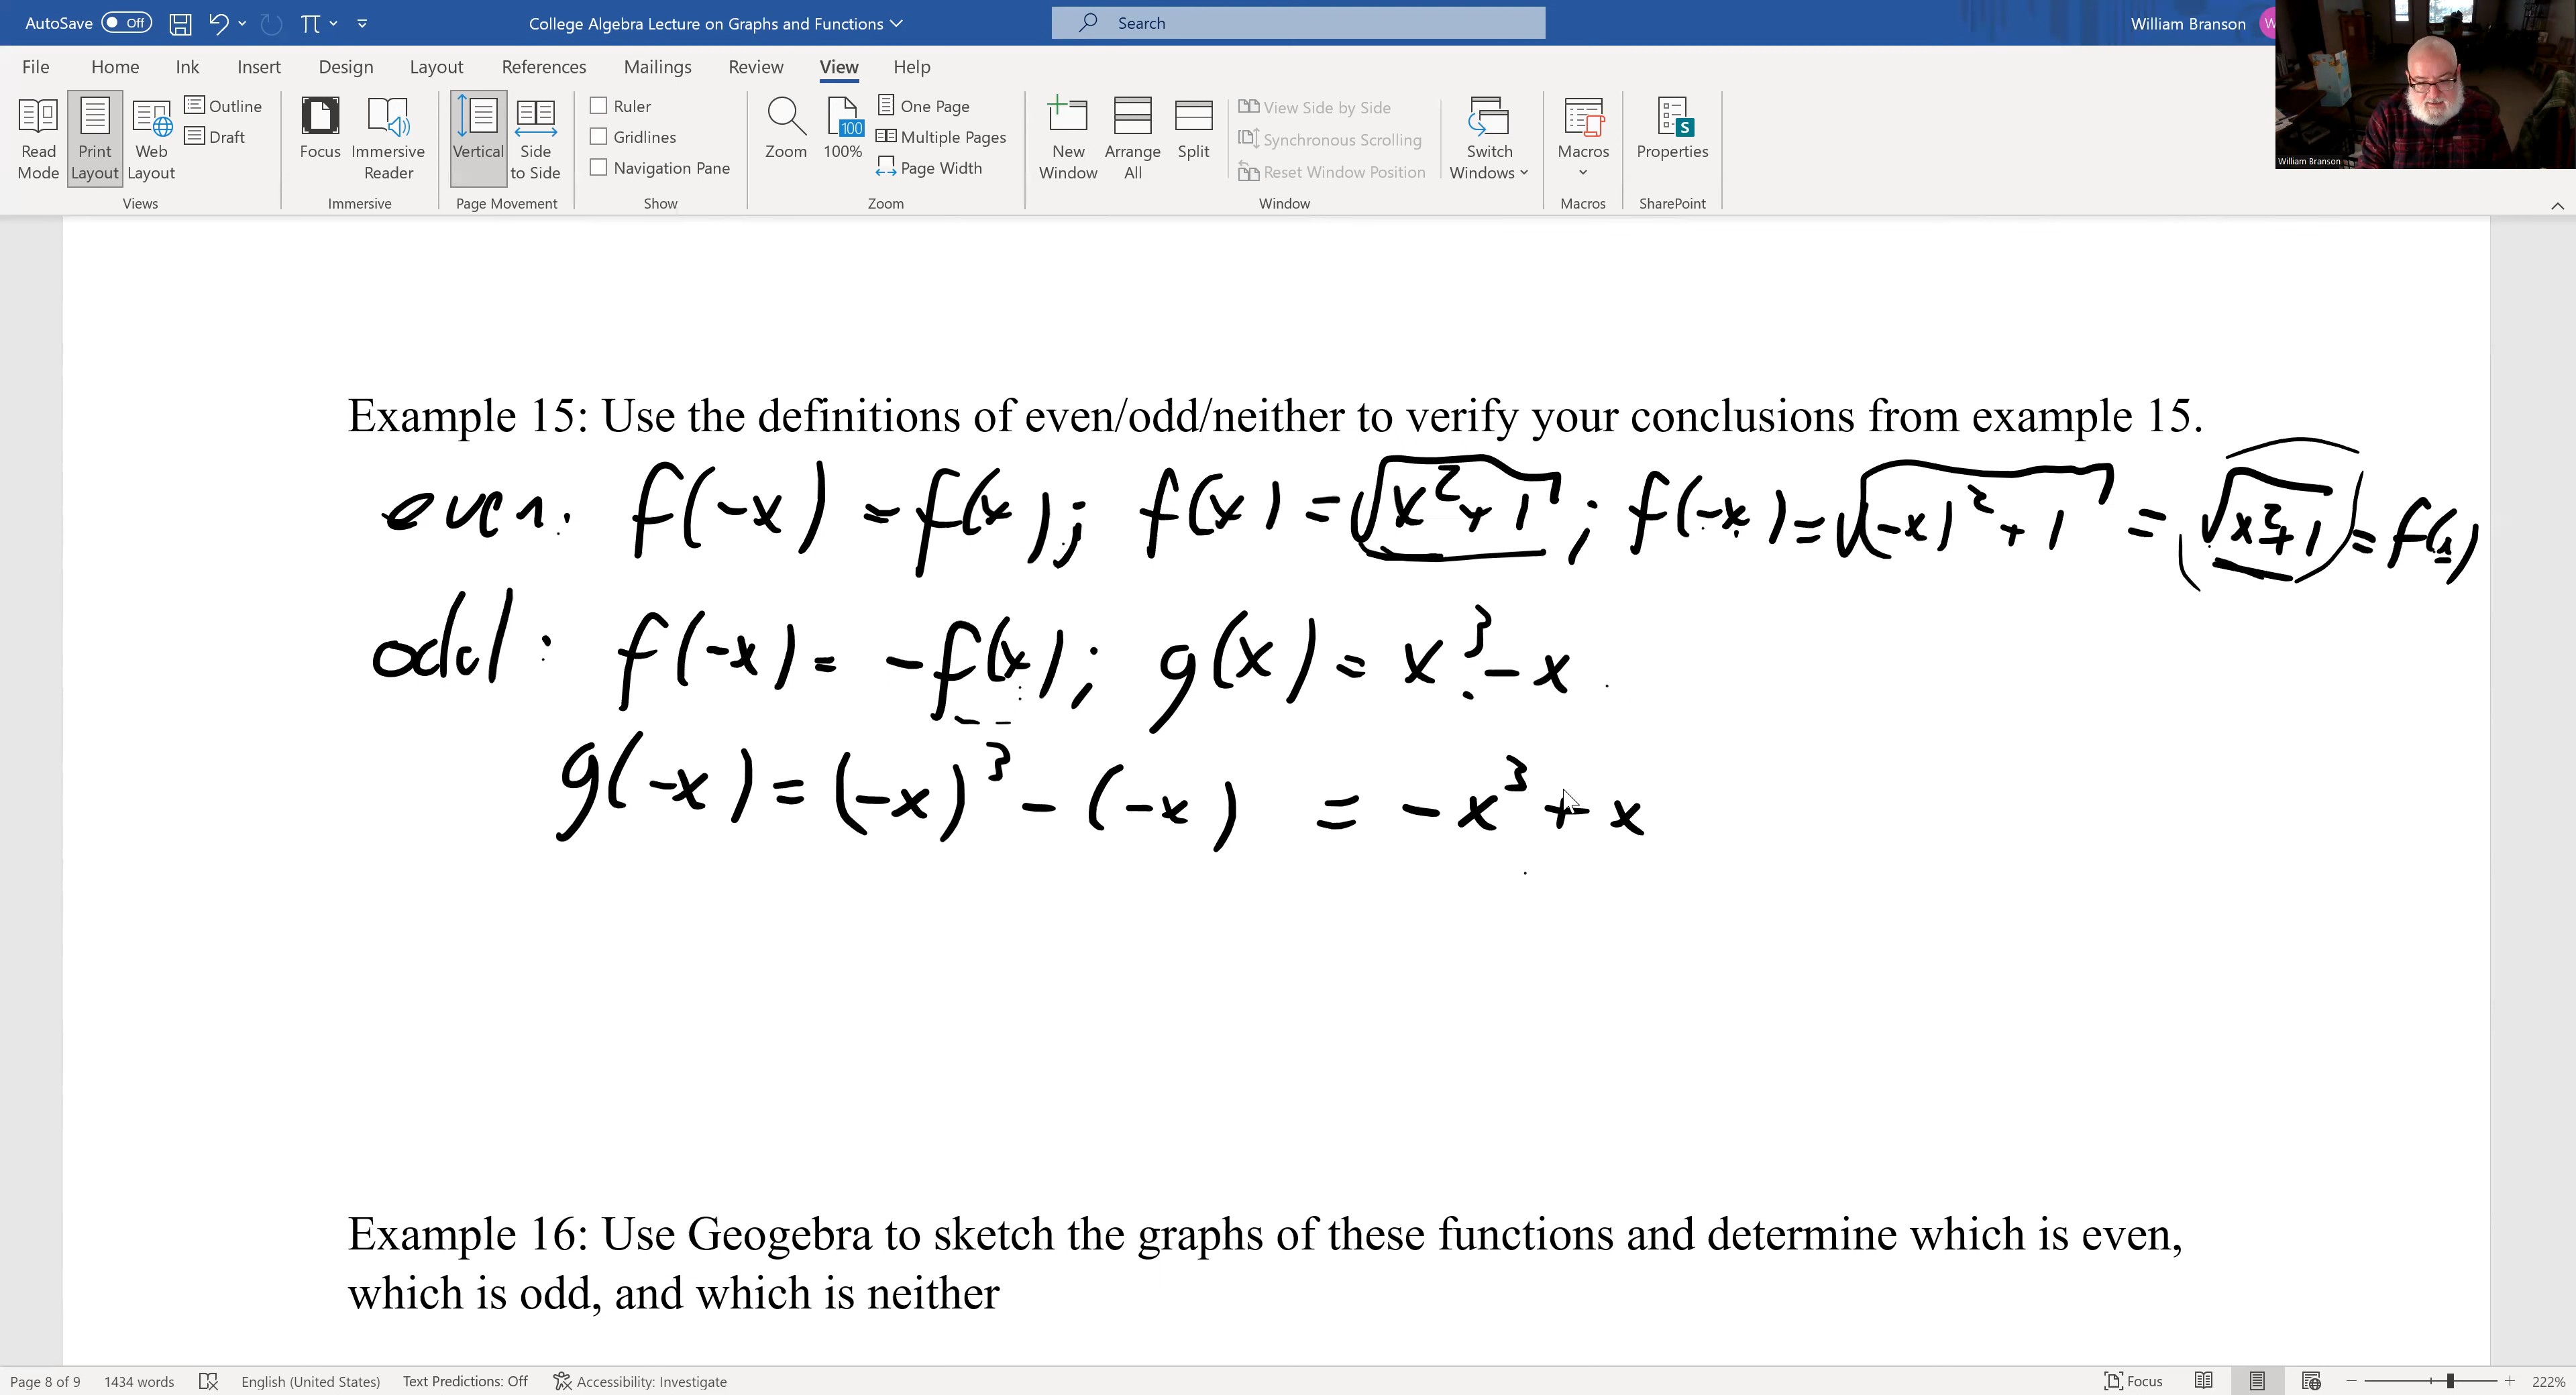 AutoSave Off College Algebra Lecture on Graphs and Functions Search William Branson W
File Home Ink Insert Design Layout References Mailings Review View Help
Read Mode Print Layout Web Layout Outline Draft Focus Immersive Reader Vertical Side to Side Ruler Gridlines Navigation Pane Zoom 100 100% One Page Multiple Pages Page Width New Window Arrange All Split View Side by Side Synchronous Scrolling Reset Window Position Switch Windows Macros S Properties
Views Immersive Page Movement Show Zoom Window Macros SharePoint
William Branson
Example 15: Use the definitions of even/odd/neither to verify your conclusions from example 15.
even: f(-x) = f(x); f(x) = √(x²+1); f(-x) = √((-x)²+1) = (√(x²+1)) = f(x)
odd: f(-x) = -f(x); g(x) = x³ - x
g(-x) = (-x)³ - (-x) = -x³ + x
Example 16: Use Geogebra to sketch the graphs of these functions and determine which is even,
which is odd, and which is neither
Page 8 of 9 1434 words English (United States) Text Predictions: Off Accessibility: Investigate Focus 222%